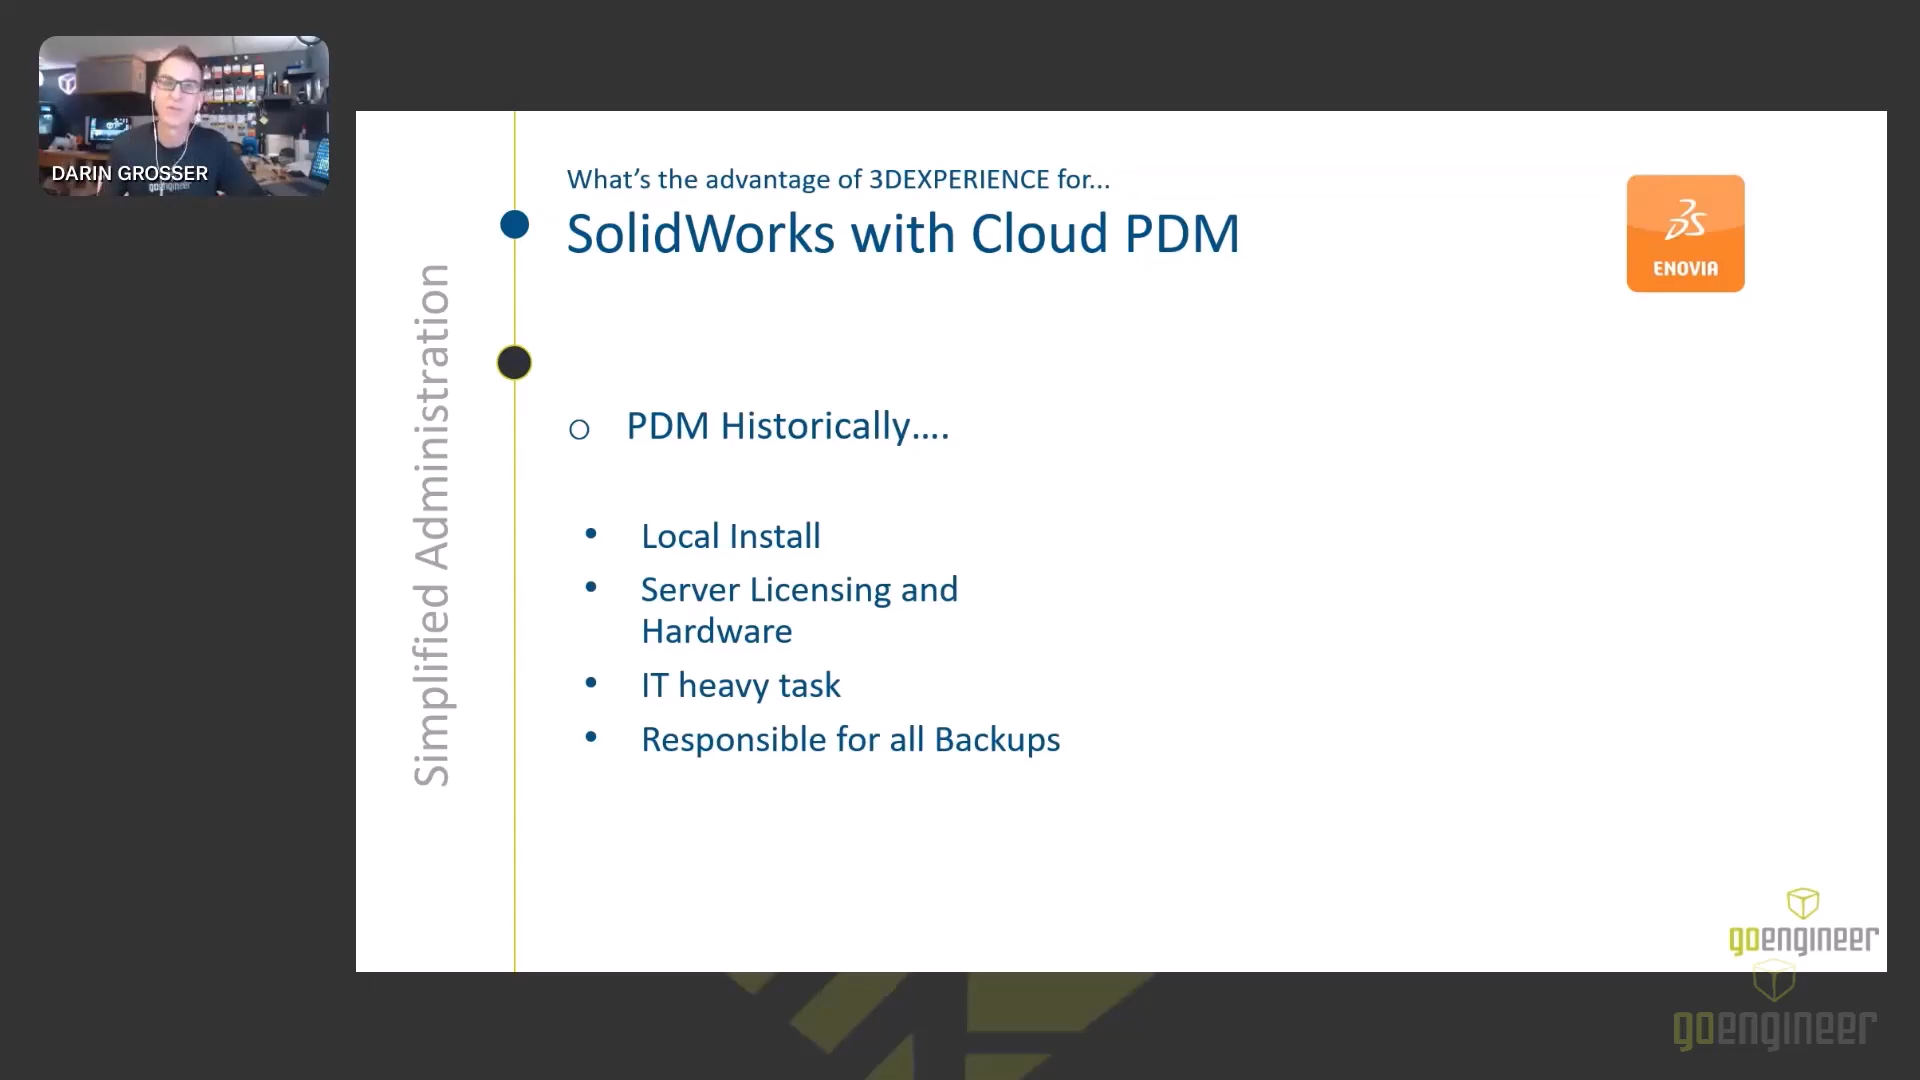 DARIN GROSSER
goengineer
What's the advantage of 3DEXPERIENCE for...
SolidWorks with Cloud PDM
ENOVIA
Simplified Administration
PDM Historically....
Local Install
Server Licensing and
Hardware
IT heavy task
Responsible for all Backups
goengineer
goengineer